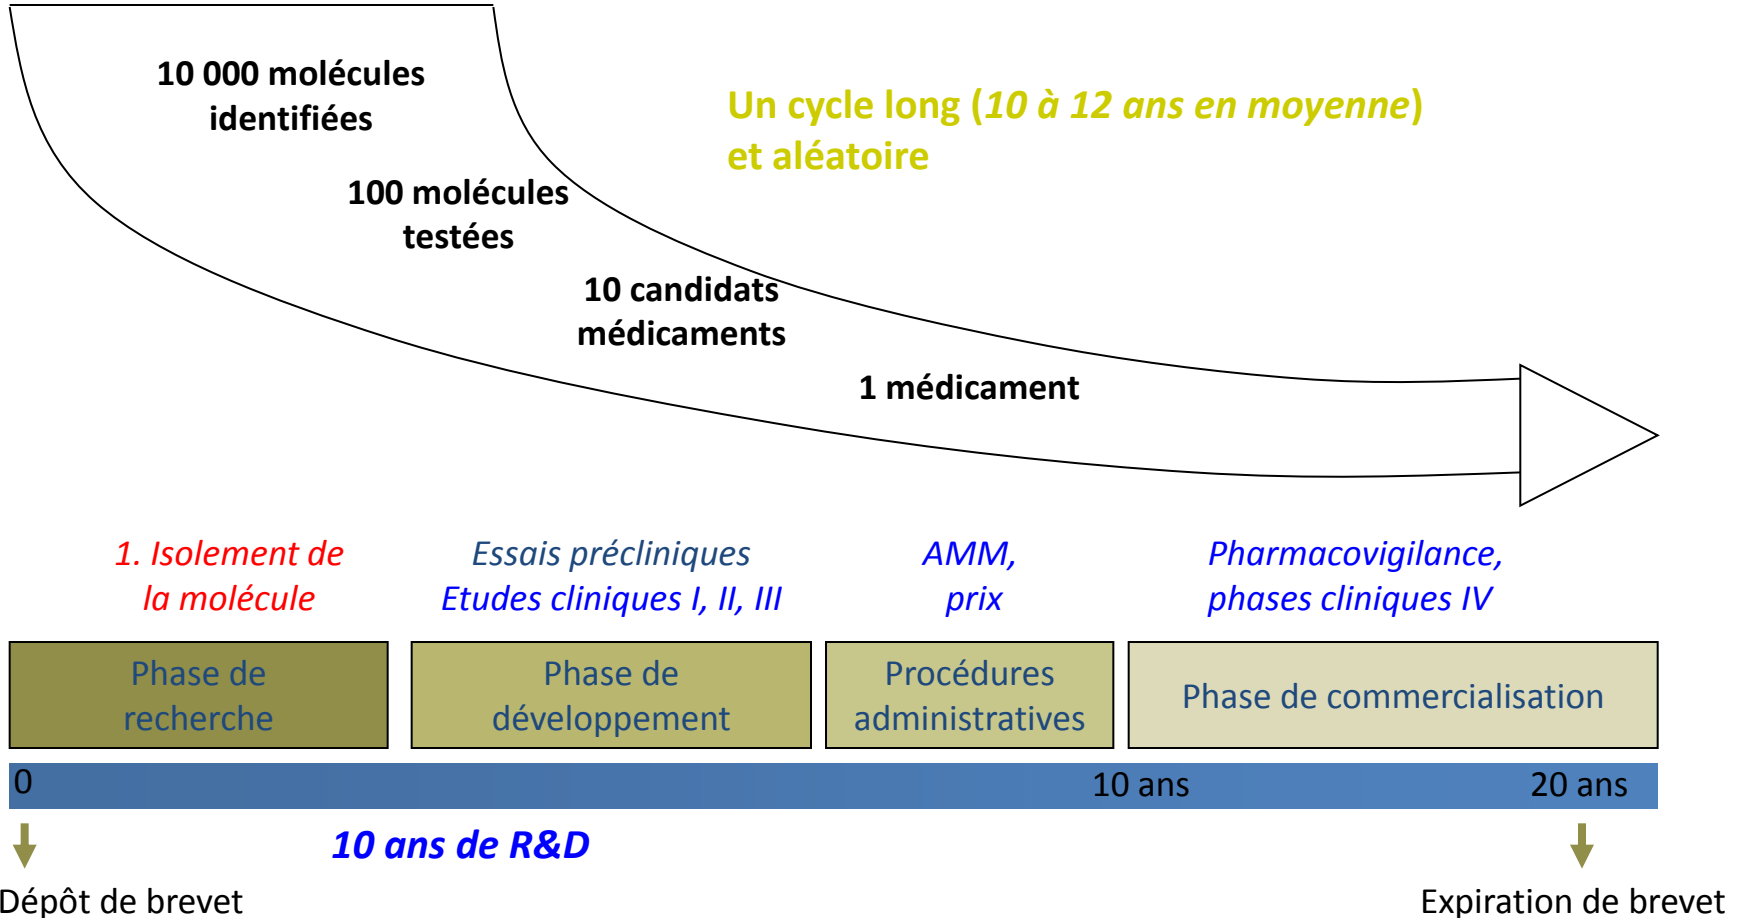 10 000 molécules
identifiées
Un cycle long (10 à 12 ans en moyenne)
et aléatoire
100 molécules
testées
10 candidats
médicaments
1 médicament
1. Isolement de
la molécule
Essais précliniques
Etudes cliniques I, II, III
AMM,
prix
Pharmacovigilance,
phases cliniques IV
Phase de
recherche
Phase de
développement
Procédures
administratives
Phase de commercialisation
0
10 ans
20 ans
10 ans de R&D
Dépôt de brevet
Expiration de brevet